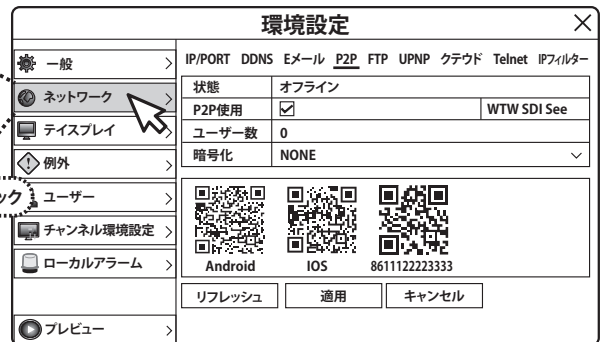 環境設定
一般
IP/PORT DDNS Eメール P2P FTP UPNP クテウド Telnet IPフィルター
ネットワーク
テイスプレイ
例外
ック
ユーザー
チャンネル環境設定
ローカルアラーム
プレビュー
状態 オフライン
P2P使用 WTW SDI See
ユーザー数 0
暗号化 NONE
Android IOS 8611122223333
リフレッシュ 適用 キャンセル